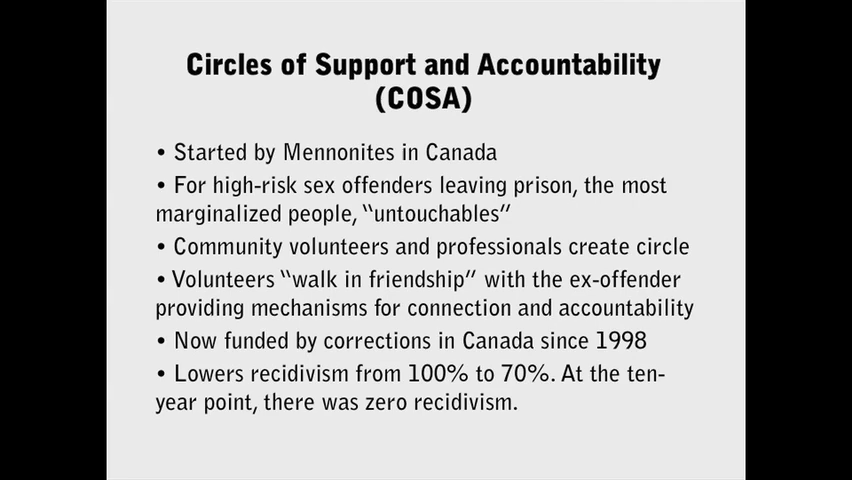 Circles of Support and Accountability
(COSA)
• Started by Mennonites in Canada
• For high-risk sex offenders leaving prison, the most
marginalized people, “untouchables”
• Community volunteers and professionals create circle
• Volunteers “walk in friendship” with the ex-offender
providing mechanisms for connection and accountability
• Now funded by corrections in Canada since 1998
• Lowers recidivism from 100% to 70%. At the ten-
year point, there was zero recidivism.